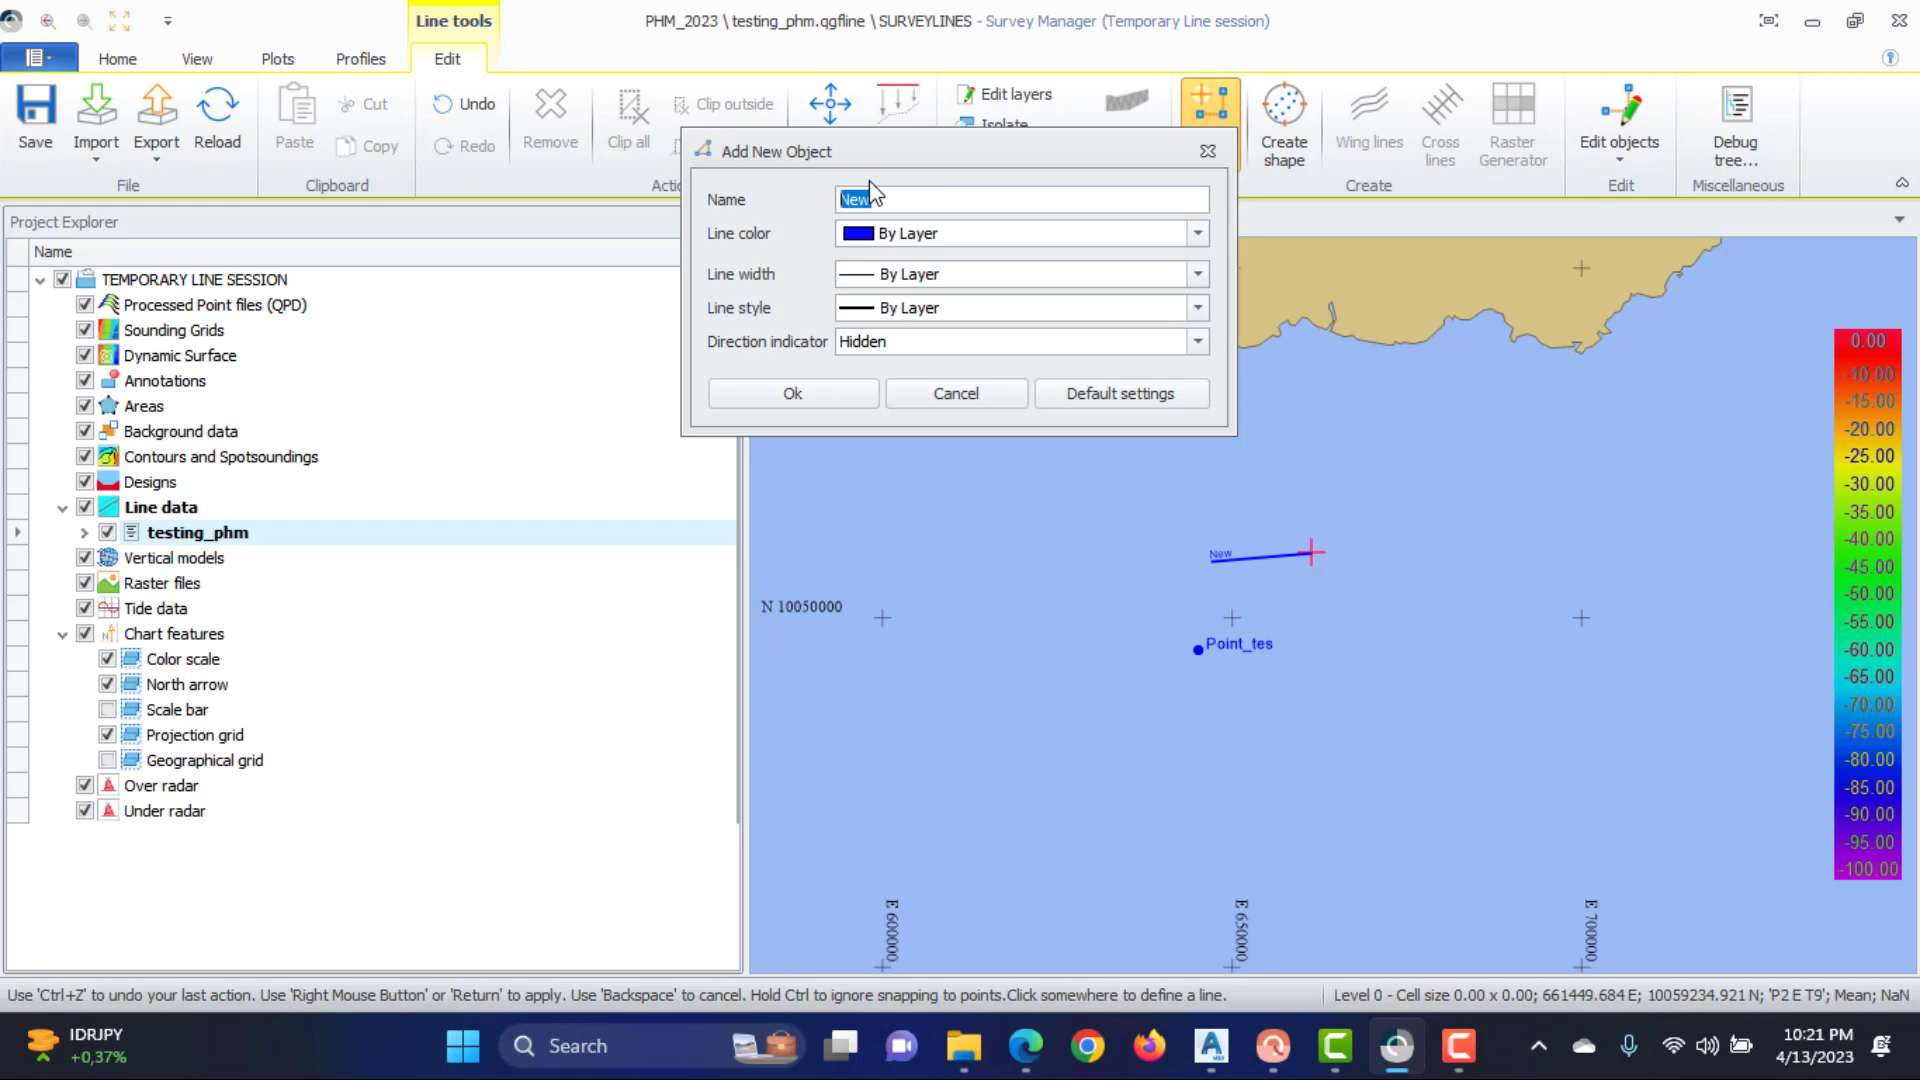 Line tools
PHM_2023 \ testing_phm.qgfline \ SURVEYLINES - Survey Manager (Temporary Line session)
Home
View
Plots
Profiles
Edit
Save
Import
Export
Reload
Paste
Cut
Copy
Undo
Redo
Remove
Clip all
Clip outside
Edit layers
Isolate
Create shape
Wing lines
Cross lines
Raster Generator
Edit objects
Debug tree...
File
Clipboard
Create
Edit
Miscellaneous
Add New Object
Name
New
Line color
By Layer
Line width
By Layer
Line style
By Layer
Direction indicator
Hidden
Ok
Cancel
Default settings
Project Explorer
Name
TEMPORARY LINE SESSION
Processed Point files (QPD)
Sounding Grids
Dynamic Surface
Annotations
Areas
Background data
Contours and Spotsoundings
Designs
Line data
testing_phm
Vertical models
Raster files
Tide data
Chart features
Color scale
North arrow
Scale bar
Projection grid
Geographical grid
Over radar
Under radar
New
N 10050000
Point_tes
E 600000
E 650000
E 700000
0.00
-10.00
-15.00
-20.00
-25.00
-30.00
-35.00
-40.00
-45.00
-50.00
-55.00
-60.00
-65.00
-70.00
-75.00
-80.00
-85.00
-90.00
-95.00
-100.00
Use 'Ctrl+Z' to undo your last action. Use 'Right Mouse Button' or 'Return' to apply. Use 'Backspace' to cancel. Hold Ctrl to ignore snapping to points.Click somewhere to define a line.
Level 0 - Cell size 0.00 x 0.00; 661449.684 E; 10059234.921 N; 'P2 E T9'; Mean; NaN
IDRJPY
+0,37%
Search
10:21 PM
4/13/2023